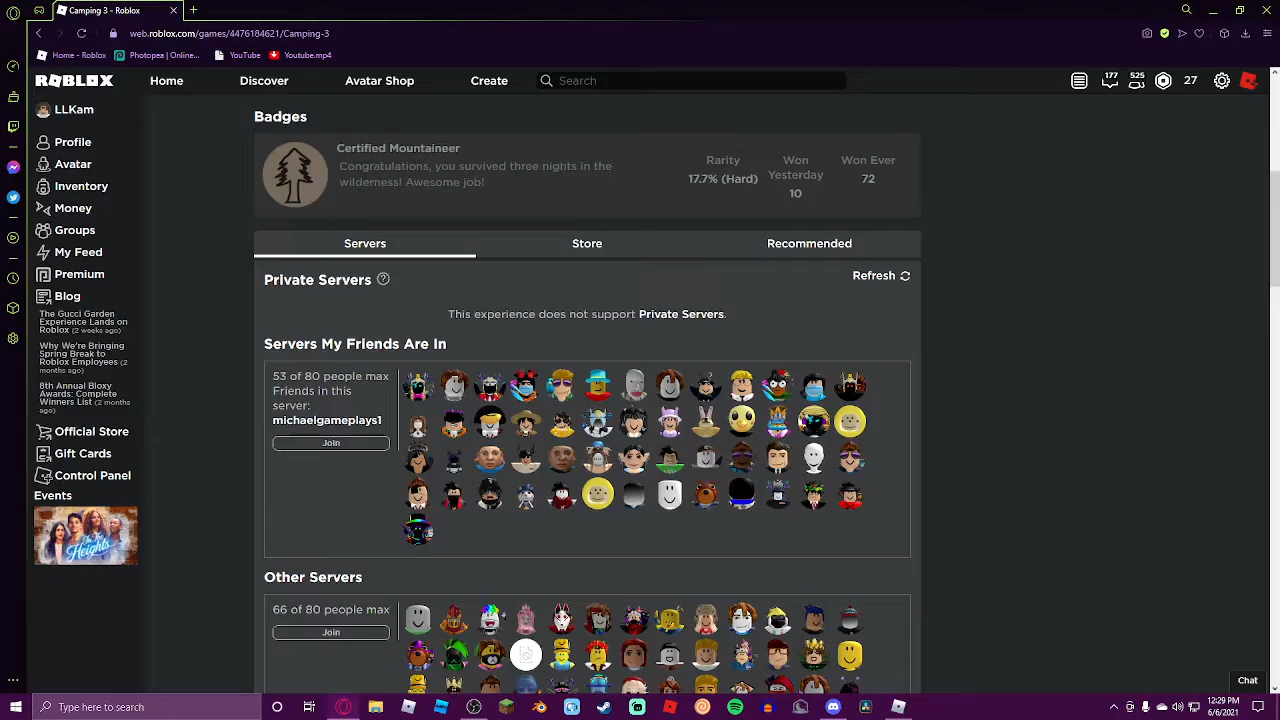 Camping 3 - Roblox
web.roblox.com/games/4476184621/Camping-3
Home - Roblox
Photopea | Online...
YouTube
Youtube.mp4
ROBLOX
Home
Discover
Avatar Shop
Create
Search
177
525
27
LLKam
Profile
Avatar
Inventory
Money
Groups
My Feed
Premium
Blog
The Gucci Garden
Experience Lands on
Roblox (2 weeks ago)
Why We're Bringing
Spring Break to
Roblox Employees (2
months ago)
8th Annual Bloxy
Awards: Complete
Winners List (2 months
ago)
Official Store
Gift Cards
Control Panel
Events
In The
Heights
Badges
Certified Mountaineer
Congratulations, you survived three nights in the
wilderness! Awesome job!
Rarity
17.7% (Hard)
Won
Yesterday
10
Won Ever
72
Servers
Store
Recommended
Private Servers
Refresh
This experience does not support Private Servers.
Servers My Friends Are In
53 of 80 people max
Friends in this
server:
michaelgameplays1
Join
Other Servers
66 of 80 people max
Join
Chat
Type here to search
12:29 PM
6/6/2021